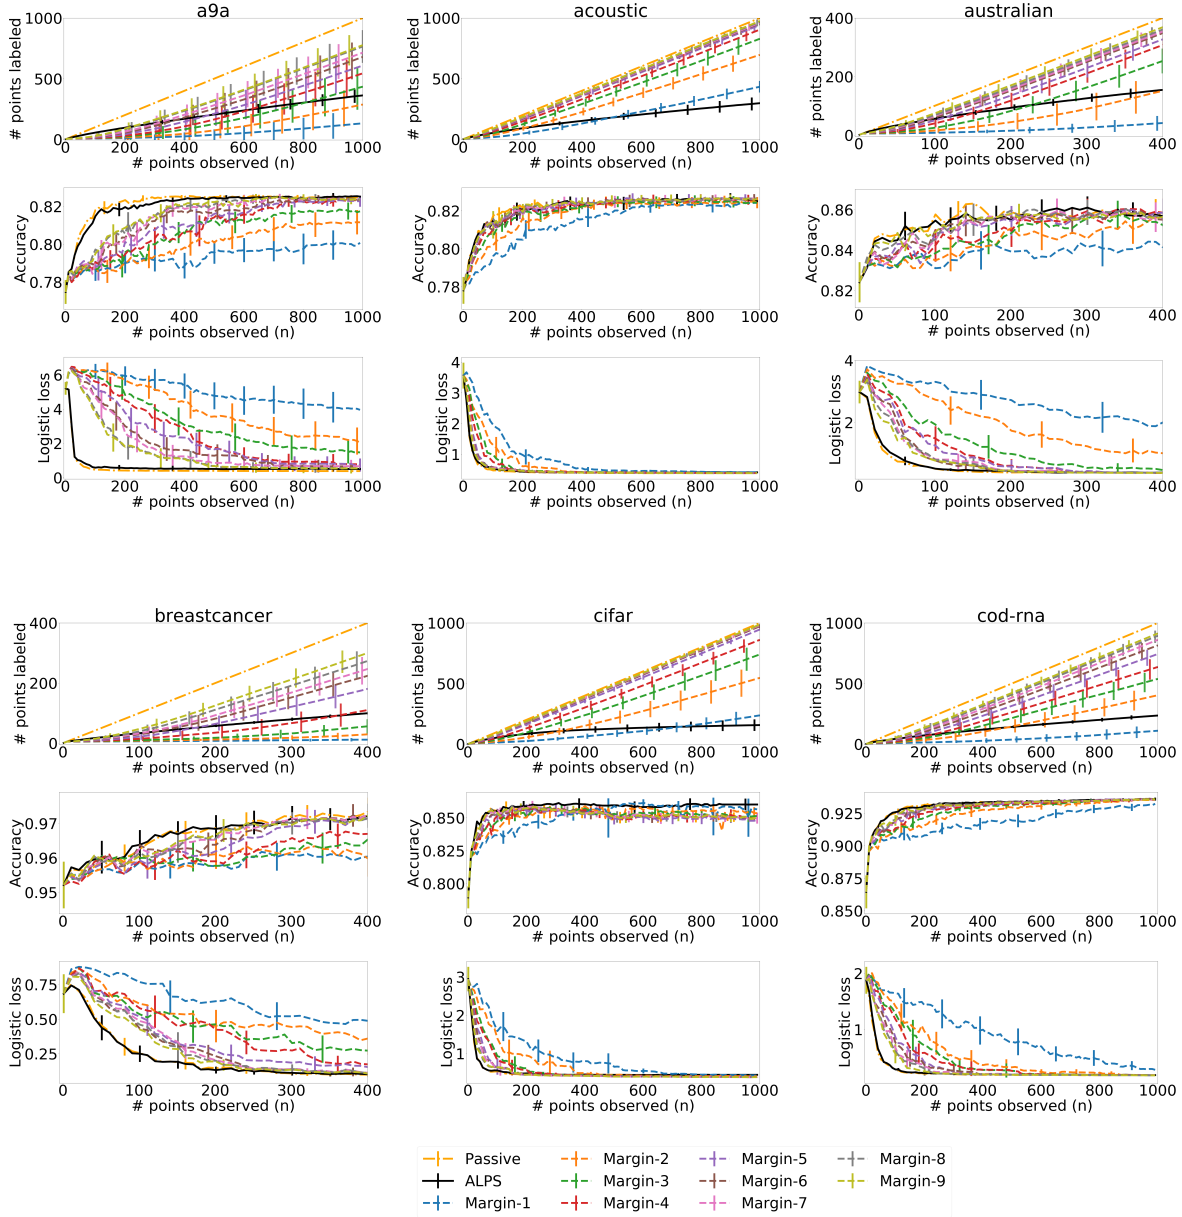 a9a
# points labeled
1000
500
0
0 200 400 600 800 1000
# points observed (n)
Accuracy
0.82
0.80
0.78
0 200 400 600 800 1000
# points observed (n)
Logistic loss
6
4
2
0
0 200 400 600 800 1000
# points observed (n)
acoustic
# points labeled
1000
500
0
0 200 400 600 800 1000
# points observed (n)
Accuracy
0.82
0.80
0.78
0 200 400 600 800 1000
# points observed (n)
Logistic loss
4
3
2
1
0 200 400 600 800 1000
# points observed (n)
australian
# points labeled
400
200
0
0 100 200 300 400
# points observed (n)
Accuracy
0.86
0.84
0.82
0 100 200 300 400
# points observed (n)
Logistic loss
4
2
0 100 200 300 400
# points observed (n)
breastcancer
# points labeled
400
200
0
0 100 200 300 400
# points observed (n)
Accuracy
0.97
0.96
0.95
0 100 200 300 400
# points observed (n)
Logistic loss
0.75
0.50
0.25
0 100 200 300 400
# points observed (n)
cifar
# points labeled
1000
500
0
0 200 400 600 800 1000
# points observed (n)
Accuracy
0.850
0.825
0.800
0 200 400 600 800 1000
# points observed (n)
Logistic loss
3
2
1
0 200 400 600 800 1000
# points observed (n)
cod-rna
# points labeled
1000
500
0
0 200 400 600 800 1000
# points observed (n)
Accuracy
0.925
0.900
0.875
0.850
0 200 400 600 800 1000
# points observed (n)
Logistic loss
2
1
0 200 400 600 800 1000
# points observed (n)
Passive
ALPS
Margin-1
Margin-2
Margin-3
Margin-4
Margin-5
Margin-6
Margin-7
Margin-8
Margin-9